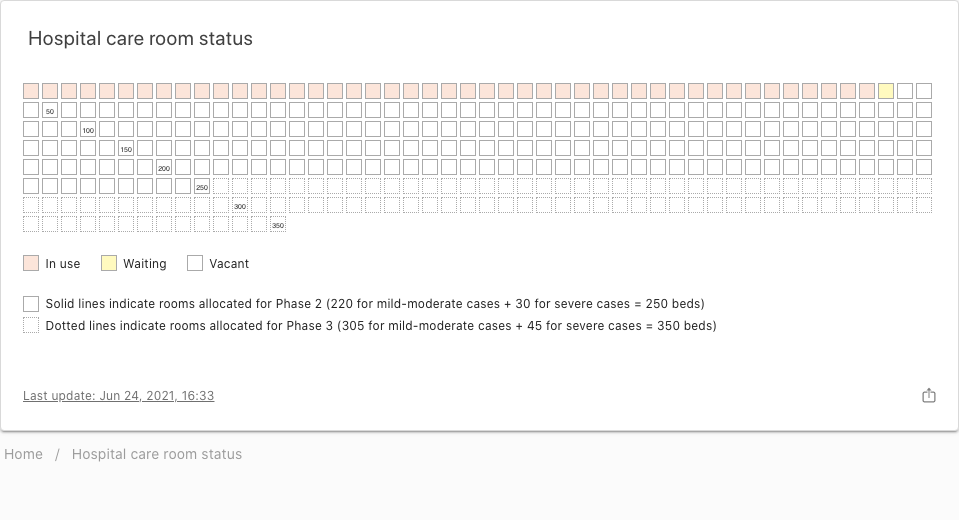 Hospital care room status
50
100
150
200
250
300
350
In use Waiting Vacant
Solid lines indicate rooms allocated for Phase 2 (220 for mild-moderate cases + 30 for severe cases = 250 beds)
Dotted lines indicate rooms allocated for Phase 3 (305 for mild-moderate cases + 45 for severe cases = 350 beds)
Last update: Jun 24, 2021, 16:33
Home / Hospital care room status